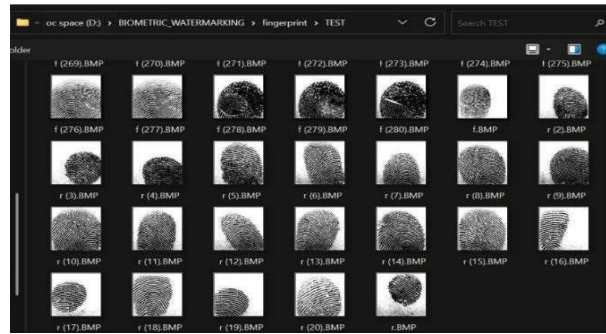 oc space (D:) > BIOMETRIC_WATERMARKING > fingerprint > TEST
Search TEST
older
f (269).BMP f (270).BMP f (271).BMP f (272).BMP f (273).BMP f (274).BMP f (275).BMP
f (276).BMP f (277).BMP f (278).BMP f (279).BMP f (280).BMP f.BMP r (2).BMP
r (3).BMP r (4).BMP r (5).BMP r (6).BMP r (7).BMP r (8).BMP r (9).BMP
r (10).BMP r (11).BMP r (12).BMP r (13).BMP r (14).BMP r (15).BMP r (16).BMP
r (17).BMP r (18).BMP r (19).BMP r (20).BMP r.BMP